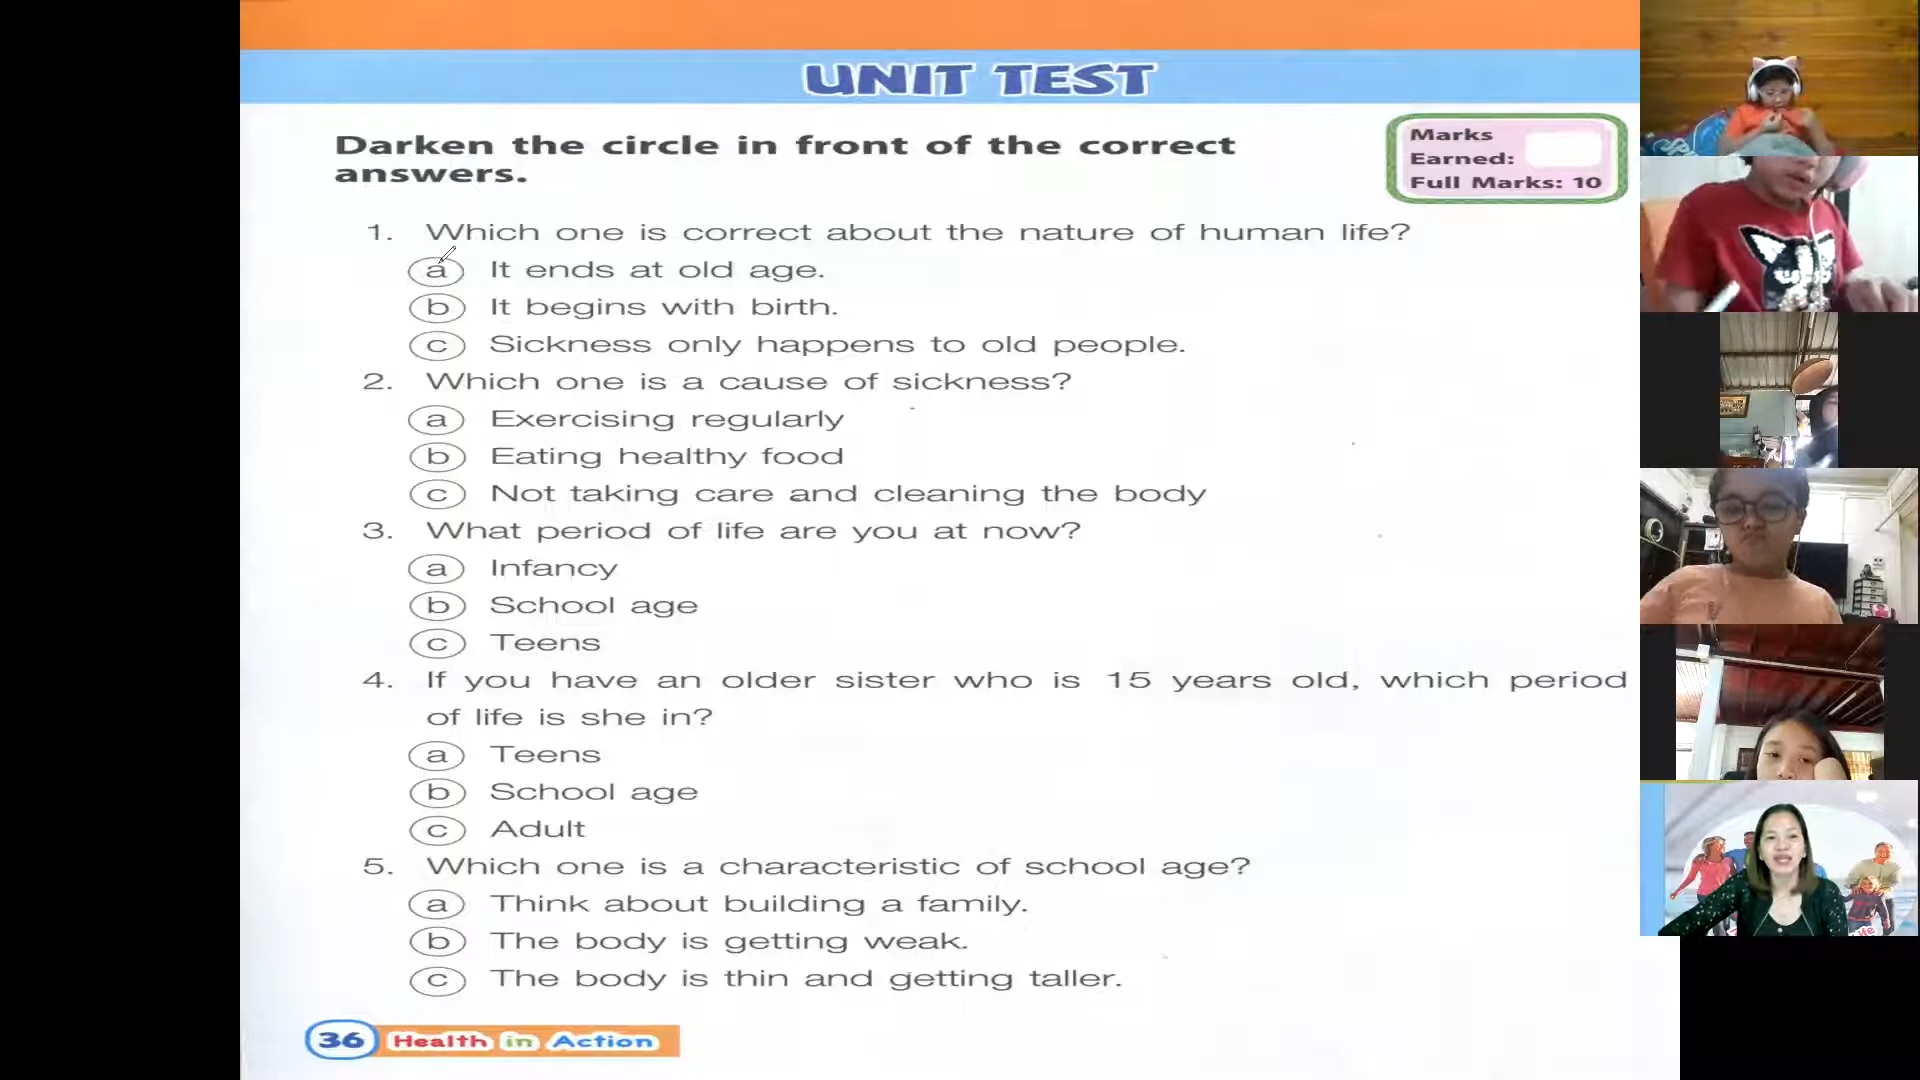 UNIT TEST
Darken the circle in front of the correct
answers.
Marks
Earned:
Full Marks: 10
1. Which one is correct about the nature of human life?
a It ends at old age.
b It begins with birth.
c Sickness only happens to old people.
2. Which one is a cause of sickness?
a Exercising regularly
b Eating healthy food
c Not taking care and cleaning the body
3. What period of life are you at now?
a Infancy
b School age
c Teens
4. If you have an older sister who is 15 years old, which period
of life is she in?
a Teens
b School age
c Adult
5. Which one is a characteristic of school age?
a Think about building a family.
b The body is getting weak.
c The body is thin and getting taller.
36 Health in Action
life